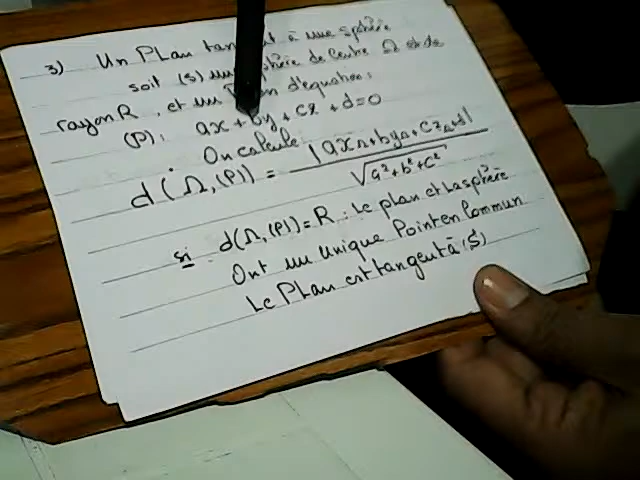 3) Un Plan tangent à une sphère
soit (S) une sphère de centre Ω et de
rayon R, et un Plan d'equation:
(P): ax + by + cz + d = 0
On calcule
d(Ω,(P)) = |axΩ+byΩ+czΩ+d| / √a²+b²+c²
si d(Ω,(P)) = R : Le plan et la sphère
Ont un Unique Point en Commun
Le Plan est tangent à (S)